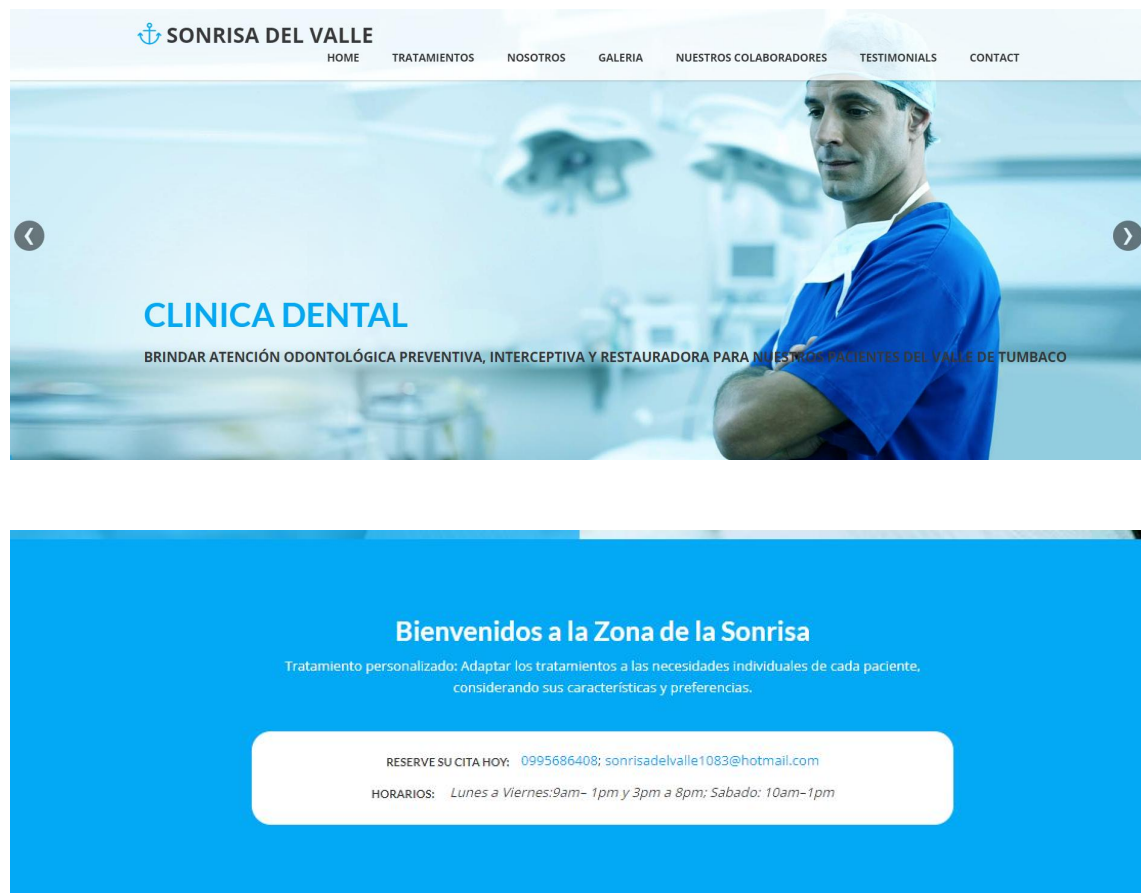 SONRISA DEL VALLE
HOME TRATAMIENTOS NOSOTROS GALERIA NUESTROS COLABORADORES TESTIMONIALS CONTACT
CLINICA DENTAL
BRINDAR ATENCIÓN ODONTOLÓGICA PREVENTIVA, INTERCEPTIVA Y RESTAURADORA PARA NUESTROS PACIENTES DEL VALLE DE TUMBACO
Bienvenidos a la Zona de la Sonrisa
Tratamiento personalizado: Adaptar los tratamientos a las necesidades individuales de cada paciente,
considerando sus características y preferencias.
RESERVE SU CITA HOY: 0995686408; sonrisadelvalle1083@hotmail.com
HORARIOS: Lunes a Viernes:9am– 1pm y 3pm a 8pm; Sabado: 10am–1pm